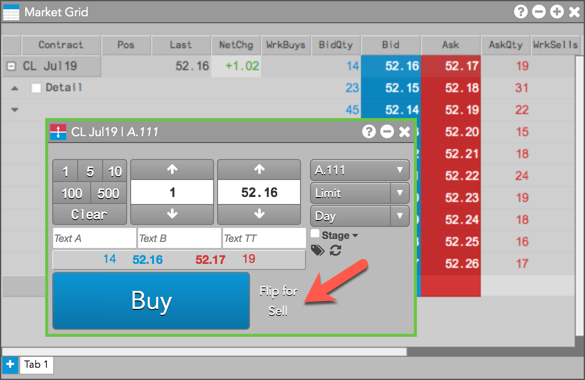 Market Grid
Contract Pos Last NetChg WrkBuys BidQty Bid Ask AskQty WrkSells
CL Jul19 52.16 +1.02 14 52.16 52.17 19
Detail 23 52.15 52.18 31
45 52.14 52.19 22
52.20 15
52.21 18
52.22 24
52.23 19
52.24 18
52.25 16
52.26 17
CL Jul19 | A.111
1 5 10
100 500
Clear
1
52.16
A.111
Limit
Day
Text A Text B Text TT
Stage
14 52.16 52.17 19
Buy
Flip for
Sell
Tab 1